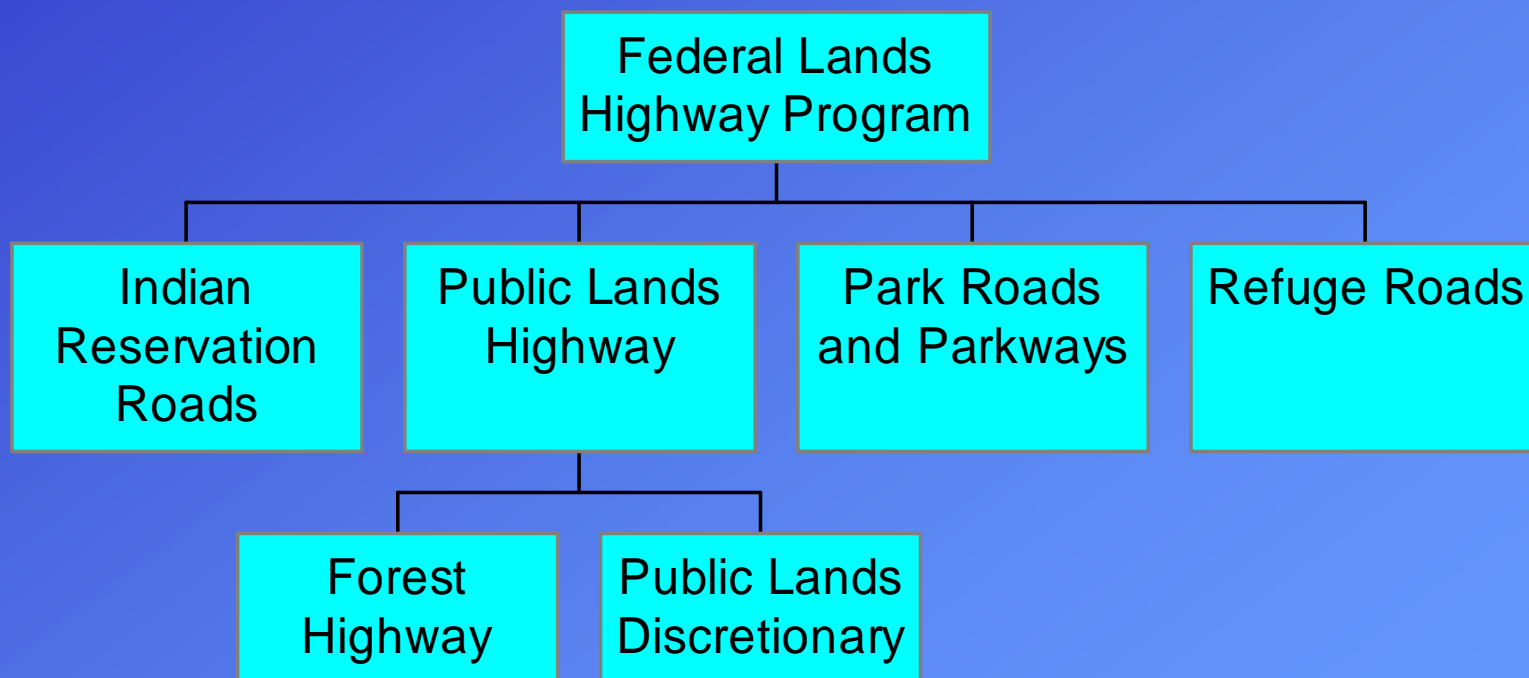 Federal Lands
Highway Program
Indian
Reservation
Roads
Public Lands
Highway
Park Roads
and Parkways
Refuge Roads
Forest
Highway
Public Lands
Discretionary